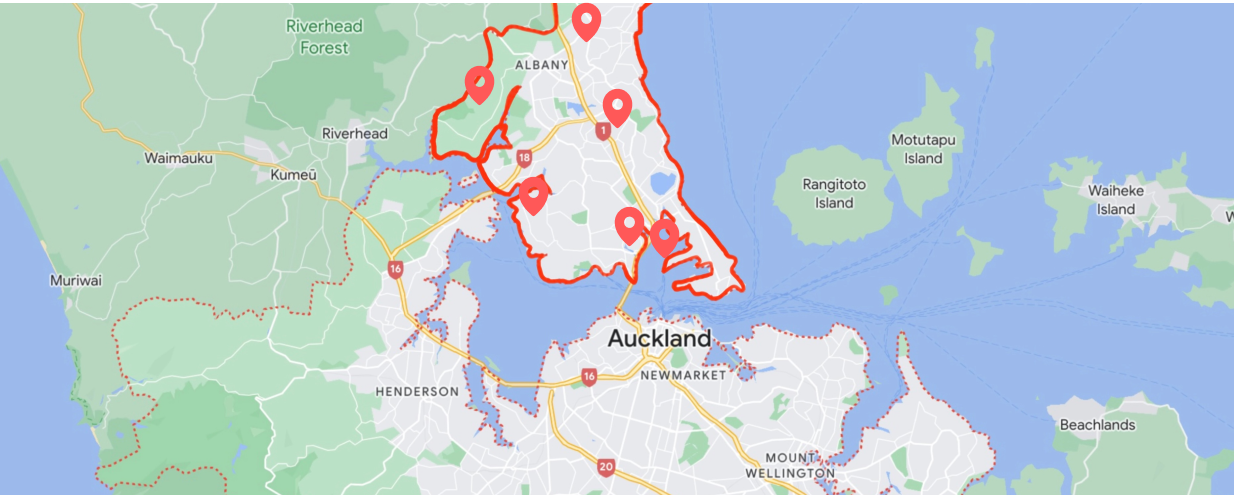 Riverhead
Forest
ALBANY
1
Riverhead
Waimauku
18
Kumeū
Motutapu
Island
Rangitoto
Island
Waiheke
Island
W
16
Muriwai
Auckland
16
NEWMARKET
HENDERSON
Beachlands
MOUNT
WELLINGTON
20